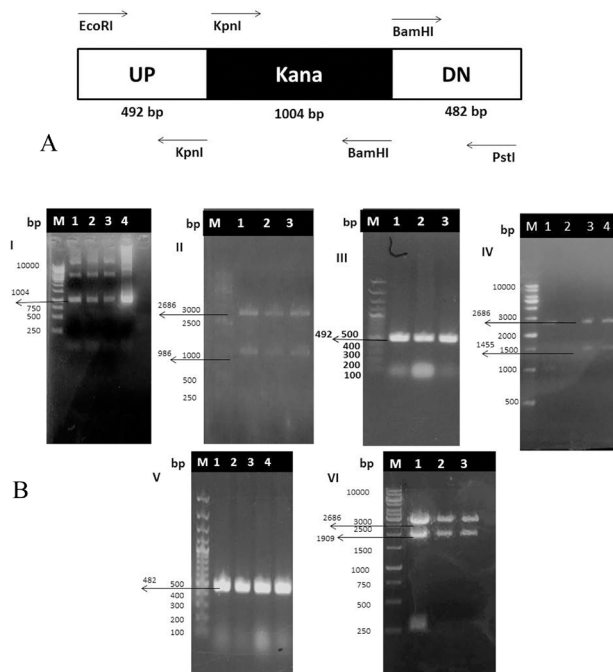 EcoRI KpnI BamHI
UP Kana DN
492 bp 1004 bp 482 bp
KpnI BamHI PstI
A
I
bp M 1 2 3 4
10000
1004
750
500
250
II
bp M 1 2 3
2686 3000
2500
986 1000
500
250
III
bp M 1 2 3
492 500
400
300
200
100
IV
bp M 1 2 3 4
10000
2686 3000
2000
1455 1500
1000
500
B
V
bp M 1 2 3 4
482 500
400
300
200
100
VI
bp M 1 2 3
10000
2686 3000
2500
1909
1500
1000
750
500
250